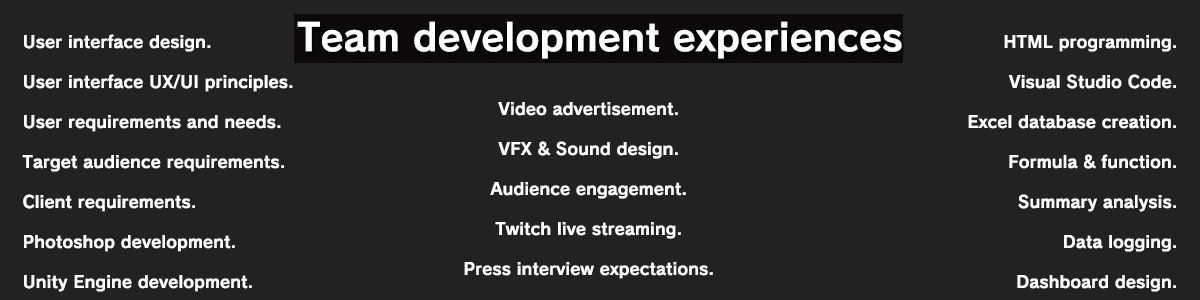 Team development experiences
User interface design.
User interface UX/UI principles.
User requirements and needs.
Target audience requirements.
Client requirements.
Photoshop development.
Unity Engine development.
Video advertisement.
VFX & Sound design.
Audience engagement.
Twitch live streaming.
Press interview expectations.
HTML programming.
Visual Studio Code.
Excel database creation.
Formula & function.
Summary analysis.
Data logging.
Dashboard design.